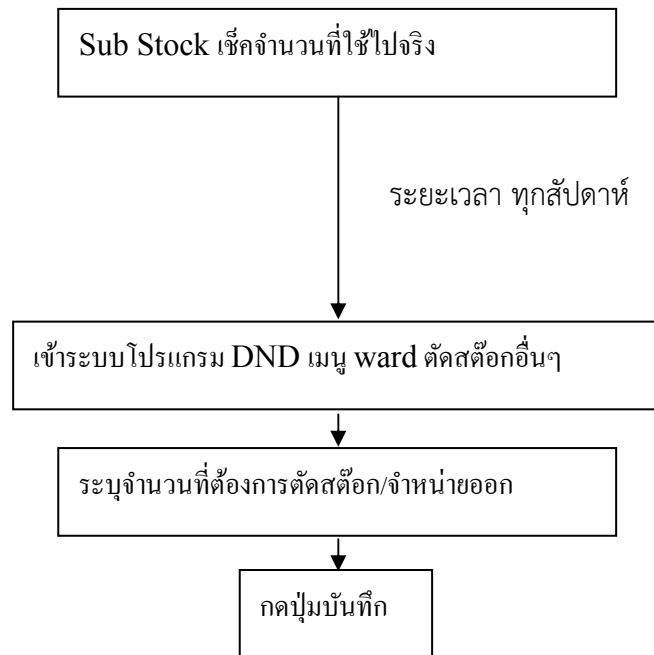 Sub Stock เช็คจำนวนที่ใช้ไปจริง
ระยะเวลา ทุกสัปดาห์
เข้าระบบโปรแกรม DND เมนู ward ตัดสต๊อกอื่นๆ
ระบุจำนวนที่ต้องการตัดสต๊อก/จำหน่ายออก
กดปุ่มบันทึก